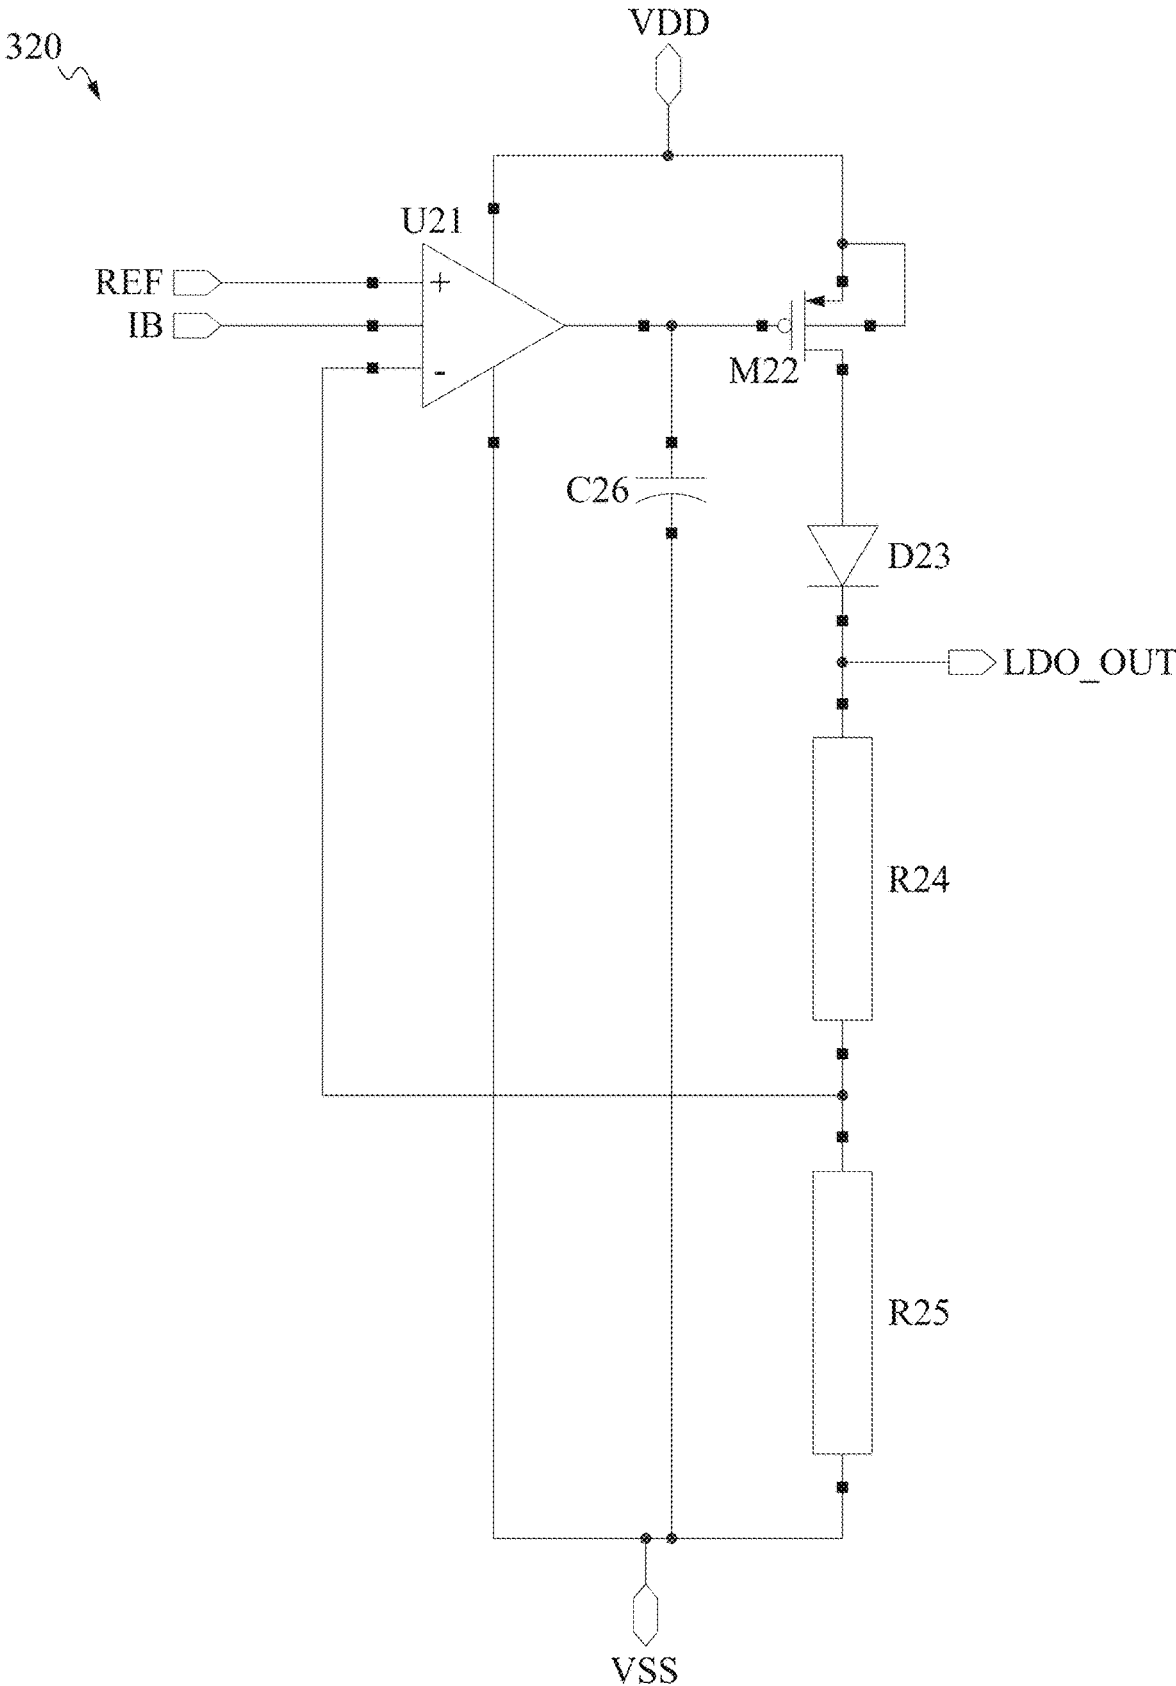 VDD
320
U21
REF
+
IB
-
M22
C26
D23
LDO_OUT
R24
R25
VSS